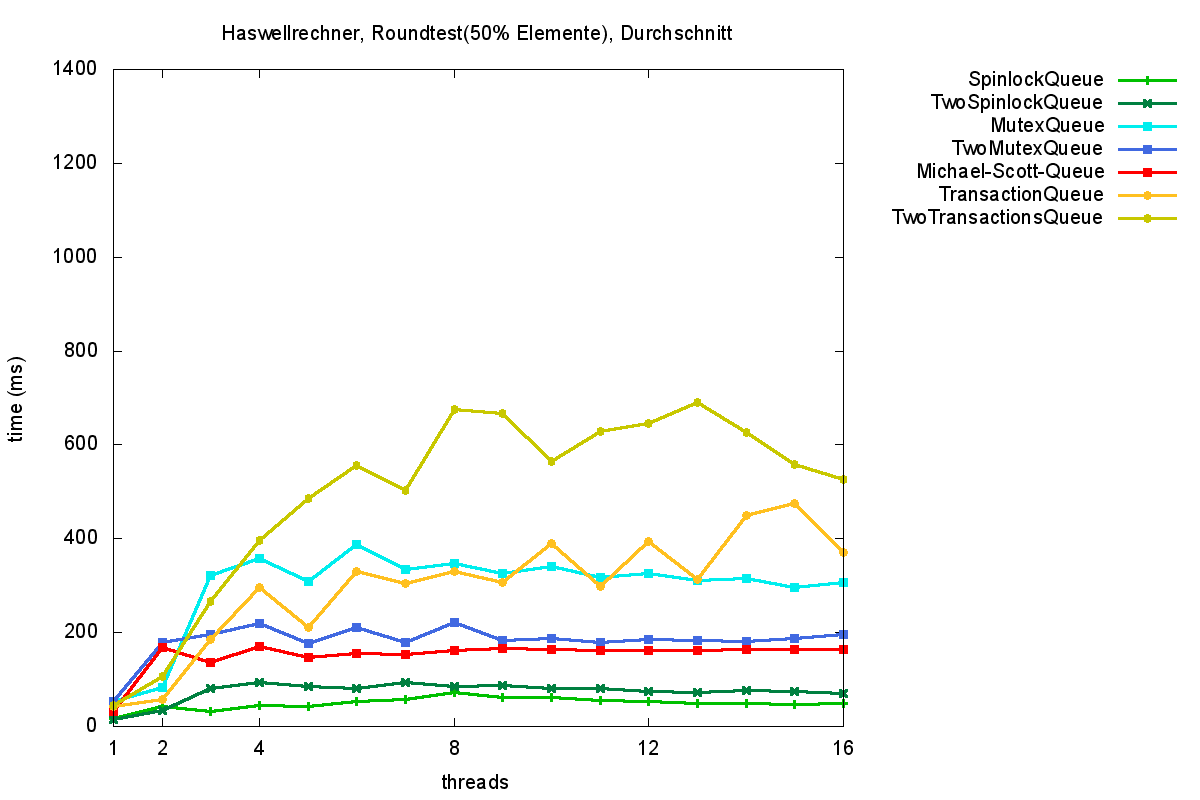 Haswellrechner, Roundtest(50% Elemente), Durchschnitt
1400
1200
1000
800
600
400
200
0
time (ms)
1 2 4 8 12 16
threads
SpinlockQueue
TwoSpinlockQueue
MutexQueue
TwoMutexQueue
Michael-Scott-Queue
TransactionQueue
TwoTransactionsQueue